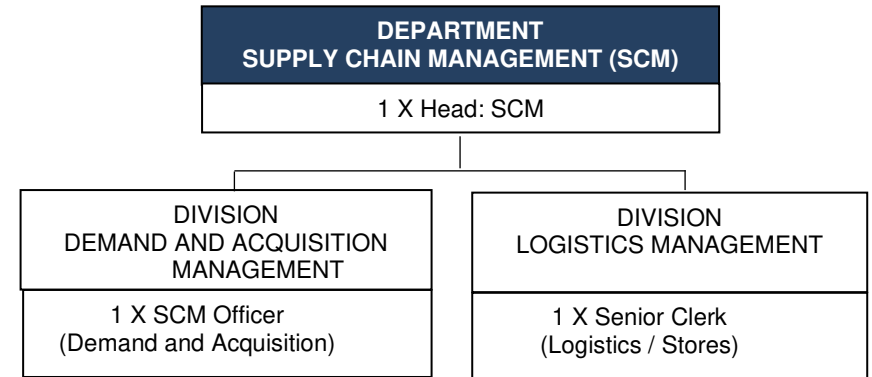 DEPARTMENT
SUPPLY CHAIN MANAGEMENT (SCM)
1 X Head: SCM
DIVISION
DEMAND AND ACQUISITION
MANAGEMENT
1 X SCM Officer
(Demand and Acquisition)
DIVISION
LOGISTICS MANAGEMENT
1 X Senior Clerk
(Logistics / Stores)